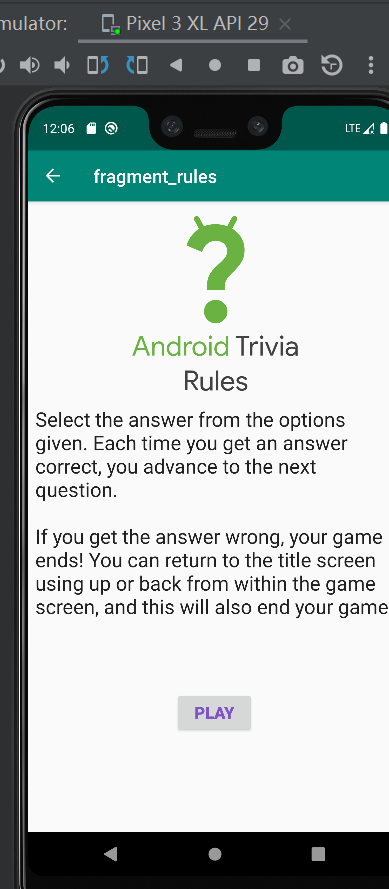 mulator:
Pixel 3 XL API 29
12:06
LTE
fragment_rules
Android Trivia
Rules
Select the answer from the options
given. Each time you get an answer
correct, you advance to the next
question.
If you get the answer wrong, your game
ends! You can return to the title screen
using up or back from within the game
screen, and this will also end your game
PLAY